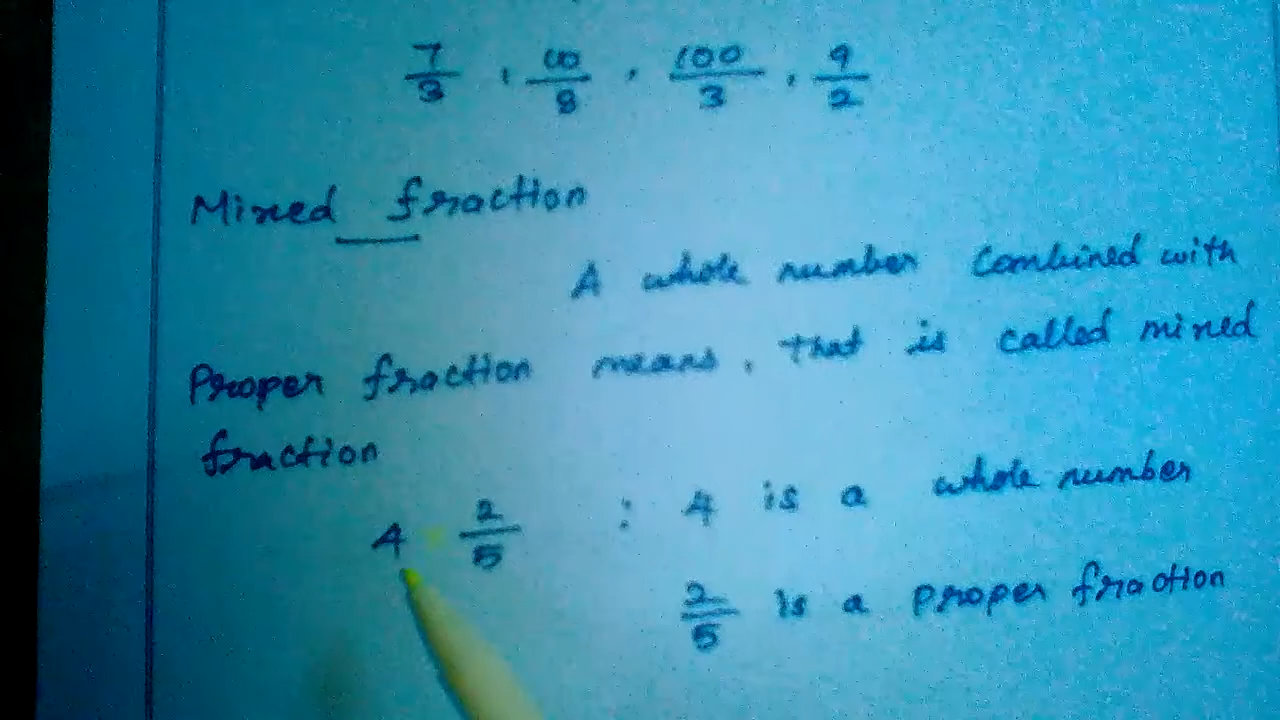 7/3 , 10/8 , 100/3 , 9/2
Mixed fraction
A whole number combined with
Proper fraction means, that is called mixed
fraction
4 2/5 : 4 is a whole number
2/5 is a proper fraction